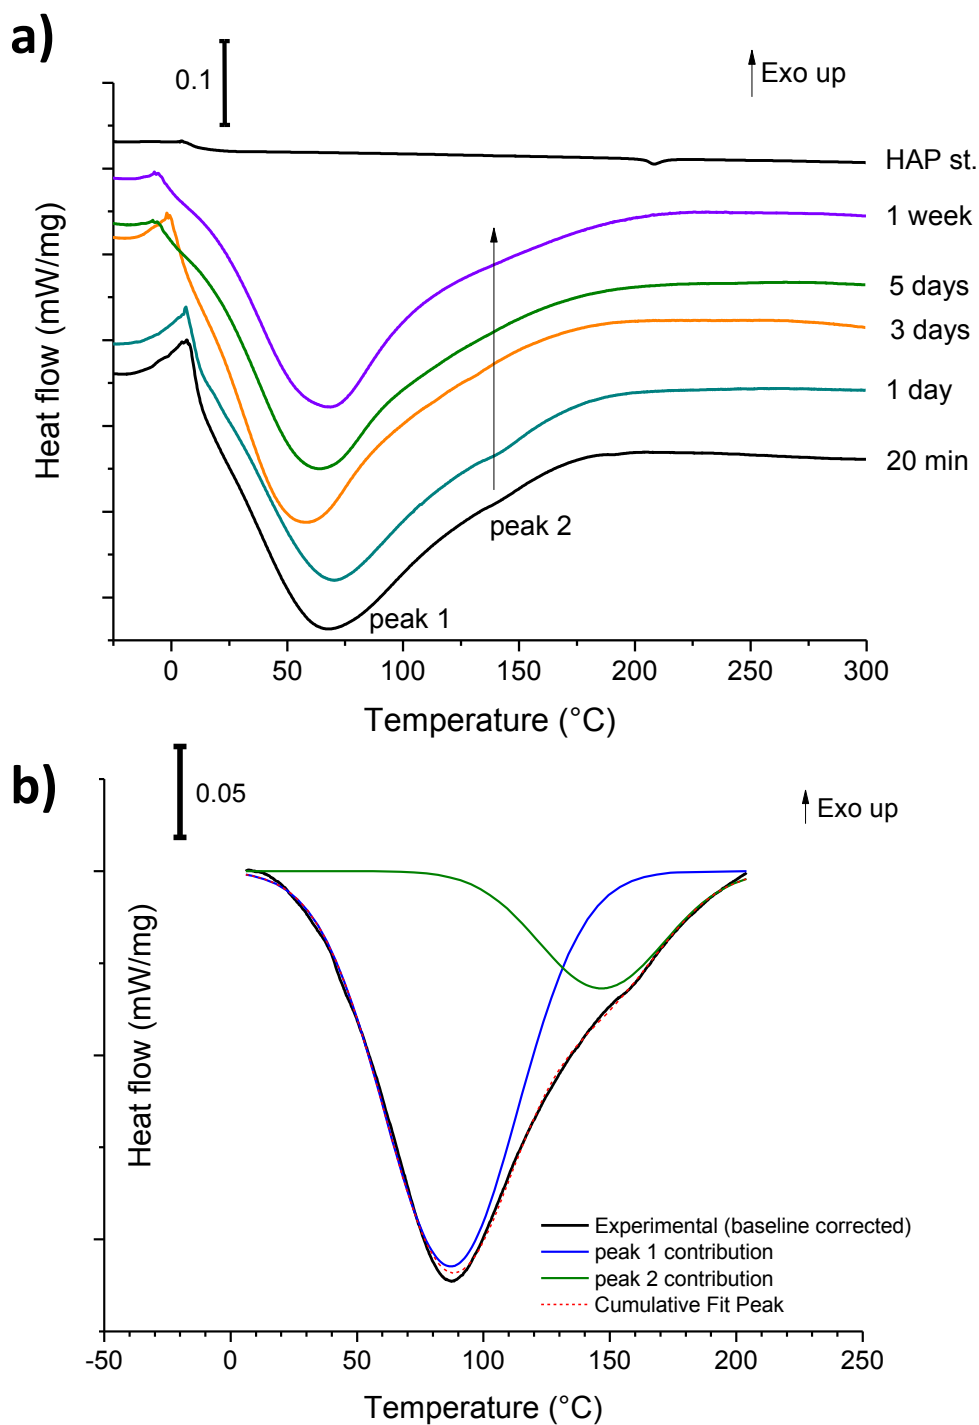 a)
0.1
Exo up
HAP st.
1 week
5 days
3 days
1 day
20 min
peak 2
peak 1
Heat flow (mW/mg)
0 50 100 150 200 250 300
Temperature (°C)
b)
0.05
Exo up
Heat flow (mW/mg)
Experimental (baseline corrected)
peak 1 contribution
peak 2 contribution
Cumulative Fit Peak
-50 0 50 100 150 200 250
Temperature (°C)